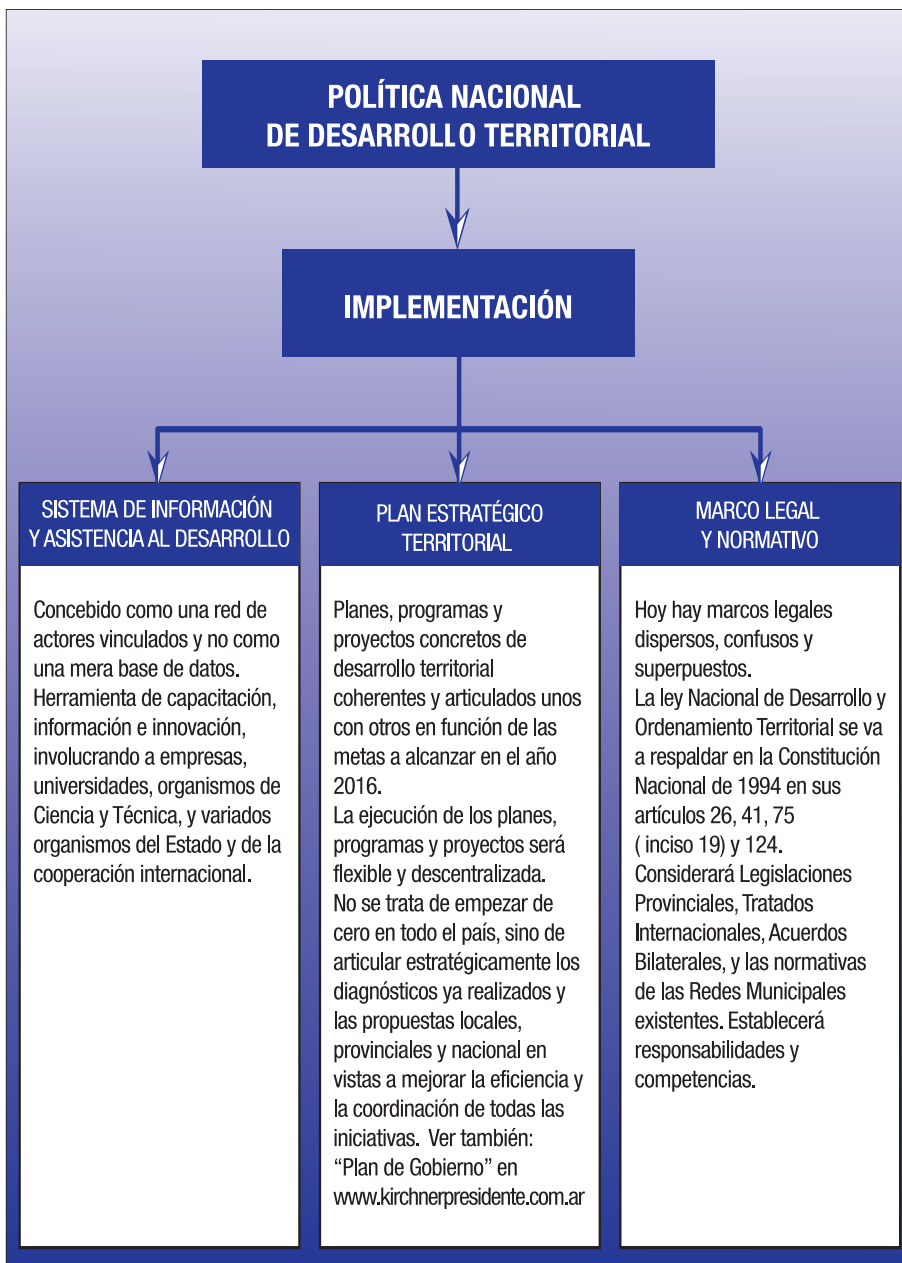 POLÍTICA NACIONAL
DE DESARROLLO TERRITORIAL
IMPLEMENTACIÓN
SISTEMA DE INFORMACIÓN
Y ASISTENCIA AL DESARROLLO
Concebido como una red de
actores vinculados y no como
una mera base de datos.
Herramienta de capacitación,
información e innovación,
involucrando a empresas,
universidades, organismos de
Ciencia y Técnica, y variados
organismos del Estado y de la
cooperación internacional.
PLAN ESTRATÉGICO
TERRITORIAL
Planes, programas y
proyectos concretos de
desarrollo territorial
coherentes y articulados unos
con otros en función de las
metas a alcanzar en el año
2016.
La ejecución de los planes,
programas y proyectos será
flexible y descentralizada.
No se trata de empezar de
cero en todo el país, sino de
articular estratégicamente los
diagnósticos ya realizados y
las propuestas locales,
provinciales y nacional en
vistas a mejorar la eficiencia y
la coordinación de todas las
iniciativas. Ver también:
“Plan de Gobierno” en
www.kirchnerpresidente.com.ar
MARCO LEGAL
Y NORMATIVO
Hoy hay marcos legales
dispersos, confusos y
superpuestos.
La ley Nacional de Desarrollo y
Ordenamiento Territorial se va
a respaldar en la Constitución
Nacional de 1994 en sus
artículos 26, 41, 75
( inciso 19) y 124.
Considerará Legislaciones
Provinciales, Tratados
Internacionales, Acuerdos
Bilaterales, y las normativas
de las Redes Municipales
existentes. Establecerá
responsabilidades y
competencias.